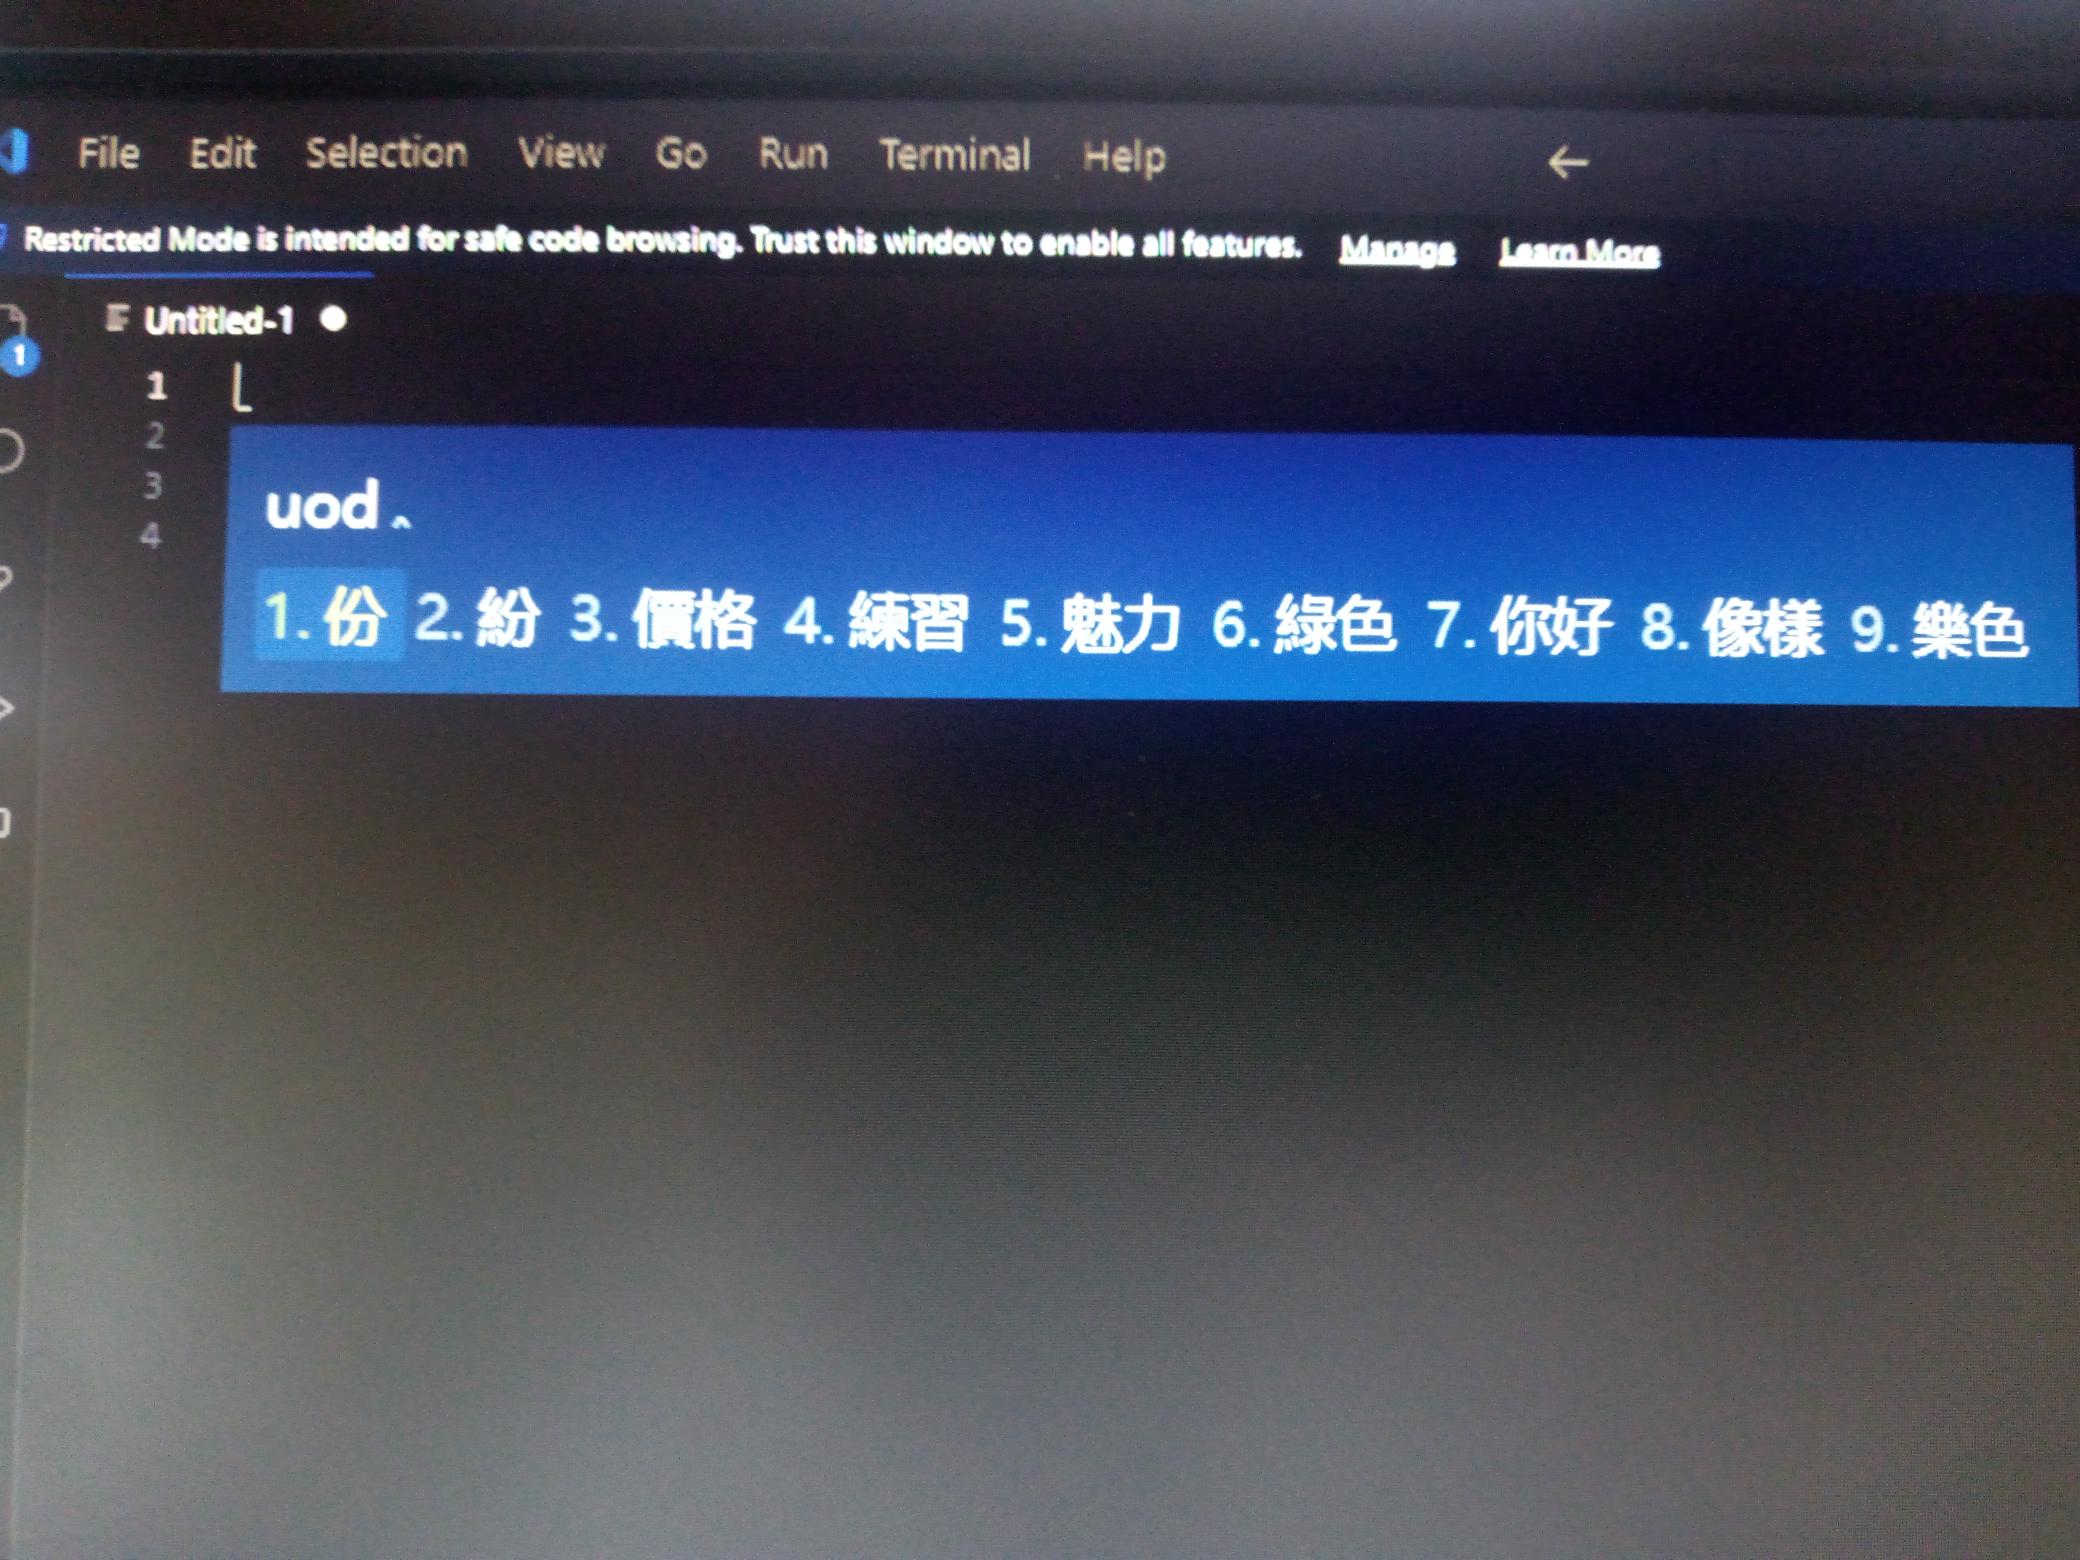 File Edit Selection View Go Run Terminal Help
Restricted Mode is intended for safe code browsing. Trust this window to enable all features. Manage Learn More
Untitled-1
1
1
2
3
4
uod
1. 份 2. 紛 3. 價格 4. 練習 5. 魅力 6. 綠色 7. 你好 8. 像樣 9. 樂色